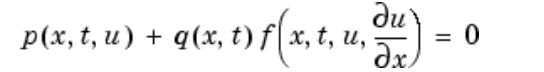 p(x, t, u) + q(x, t) f(x, t, u, ∂u/∂x) = 0